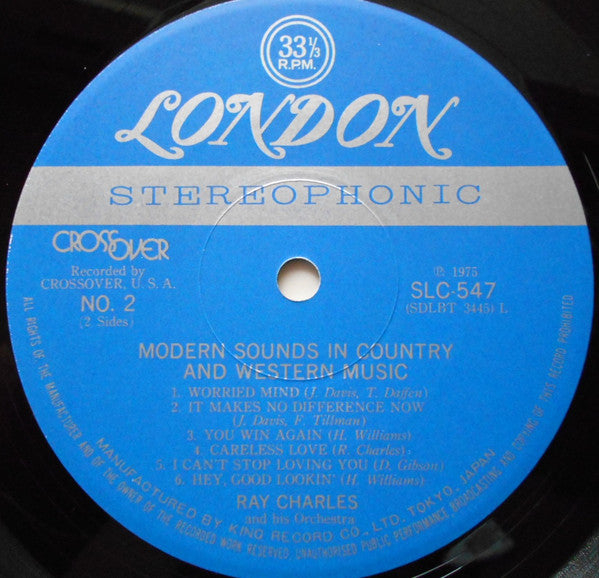 33 1/3
R.P.M.
LONDON
STEREOPHONIC
CROSSOVER
Recorded by
CROSSOVER, U. S. A.
NO. 2
(2 Sides)
℗ 1975
SLC-547
(SDLBT 3445) L
MODERN SOUNDS IN COUNTRY
AND WESTERN MUSIC
1. WORRIED MIND (J. Davis, T. Daffen)
2. IT MAKES NO DIFFERENCE NOW
(J. Davis, F. Tillman)
3. YOU WIN AGAIN (H. Williams)
4. CARELESS LOVE (R. Charles)
5. I CAN'T STOP LOVING YOU (D. Gibson)
6. HEY, GOOD LOOKIN' (H. Williams)
RAY CHARLES
and his Orchestra
MANUFACTURED BY KING RECORD CO., LTD. TOKYO, JAPAN
ALL RIGHTS OF THE MANUFACTURER AND OF THE OWNER OF THE RECORDED WORK RESERVED. UNAUTHORISED PUBLIC PERFORMANCE, BROADCASTING AND COPYING OF THIS RECORD PROHIBITED